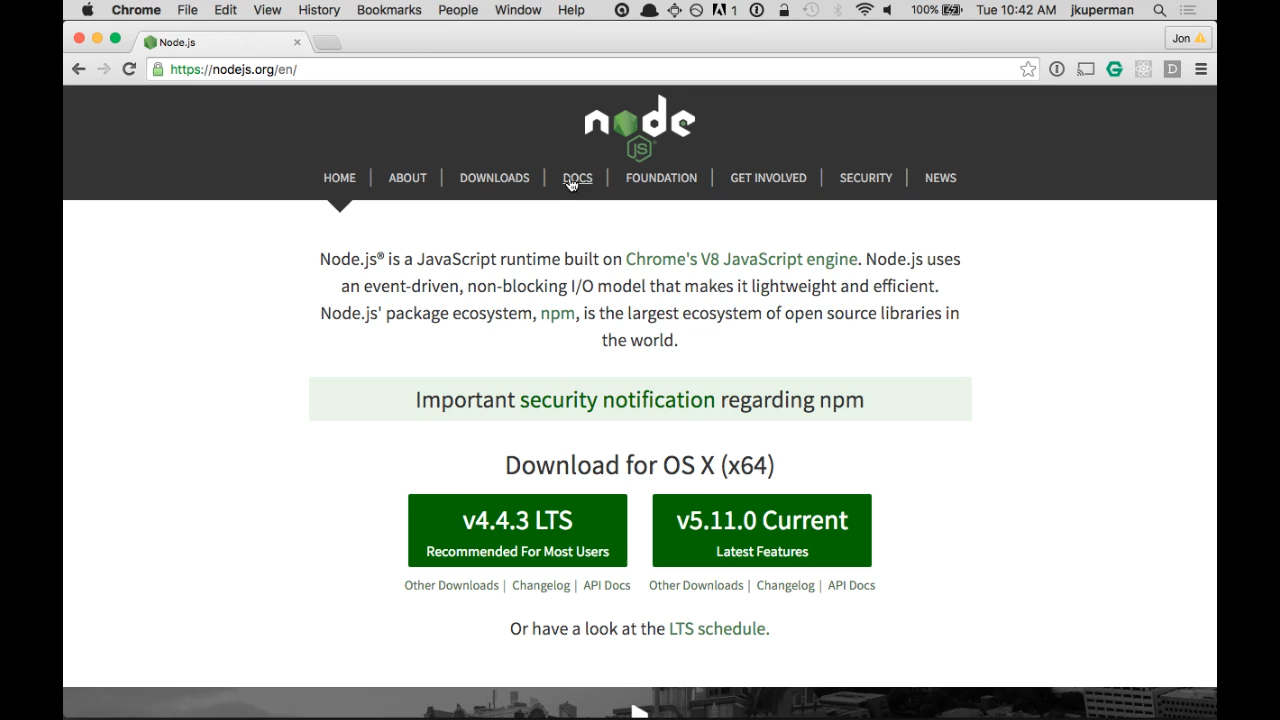 Chrome File Edit View History Bookmarks People Window Help 1 100% Tue 10:42 AM jkuperman
Node.js Jon
https://nodejs.org/en/
node
JS
HOME ABOUT DOWNLOADS DOCS FOUNDATION GET INVOLVED SECURITY NEWS
Node.js® is a JavaScript runtime built on Chrome's V8 JavaScript engine. Node.js uses
an event-driven, non-blocking I/O model that makes it lightweight and efficient.
Node.js' package ecosystem, npm, is the largest ecosystem of open source libraries in
the world.
Important security notification regarding npm
Download for OS X (x64)
v4.4.3 LTS v5.11.0 Current
Recommended For Most Users Latest Features
Other Downloads | Changelog | API Docs Other Downloads | Changelog | API Docs
Or have a look at the LTS schedule.